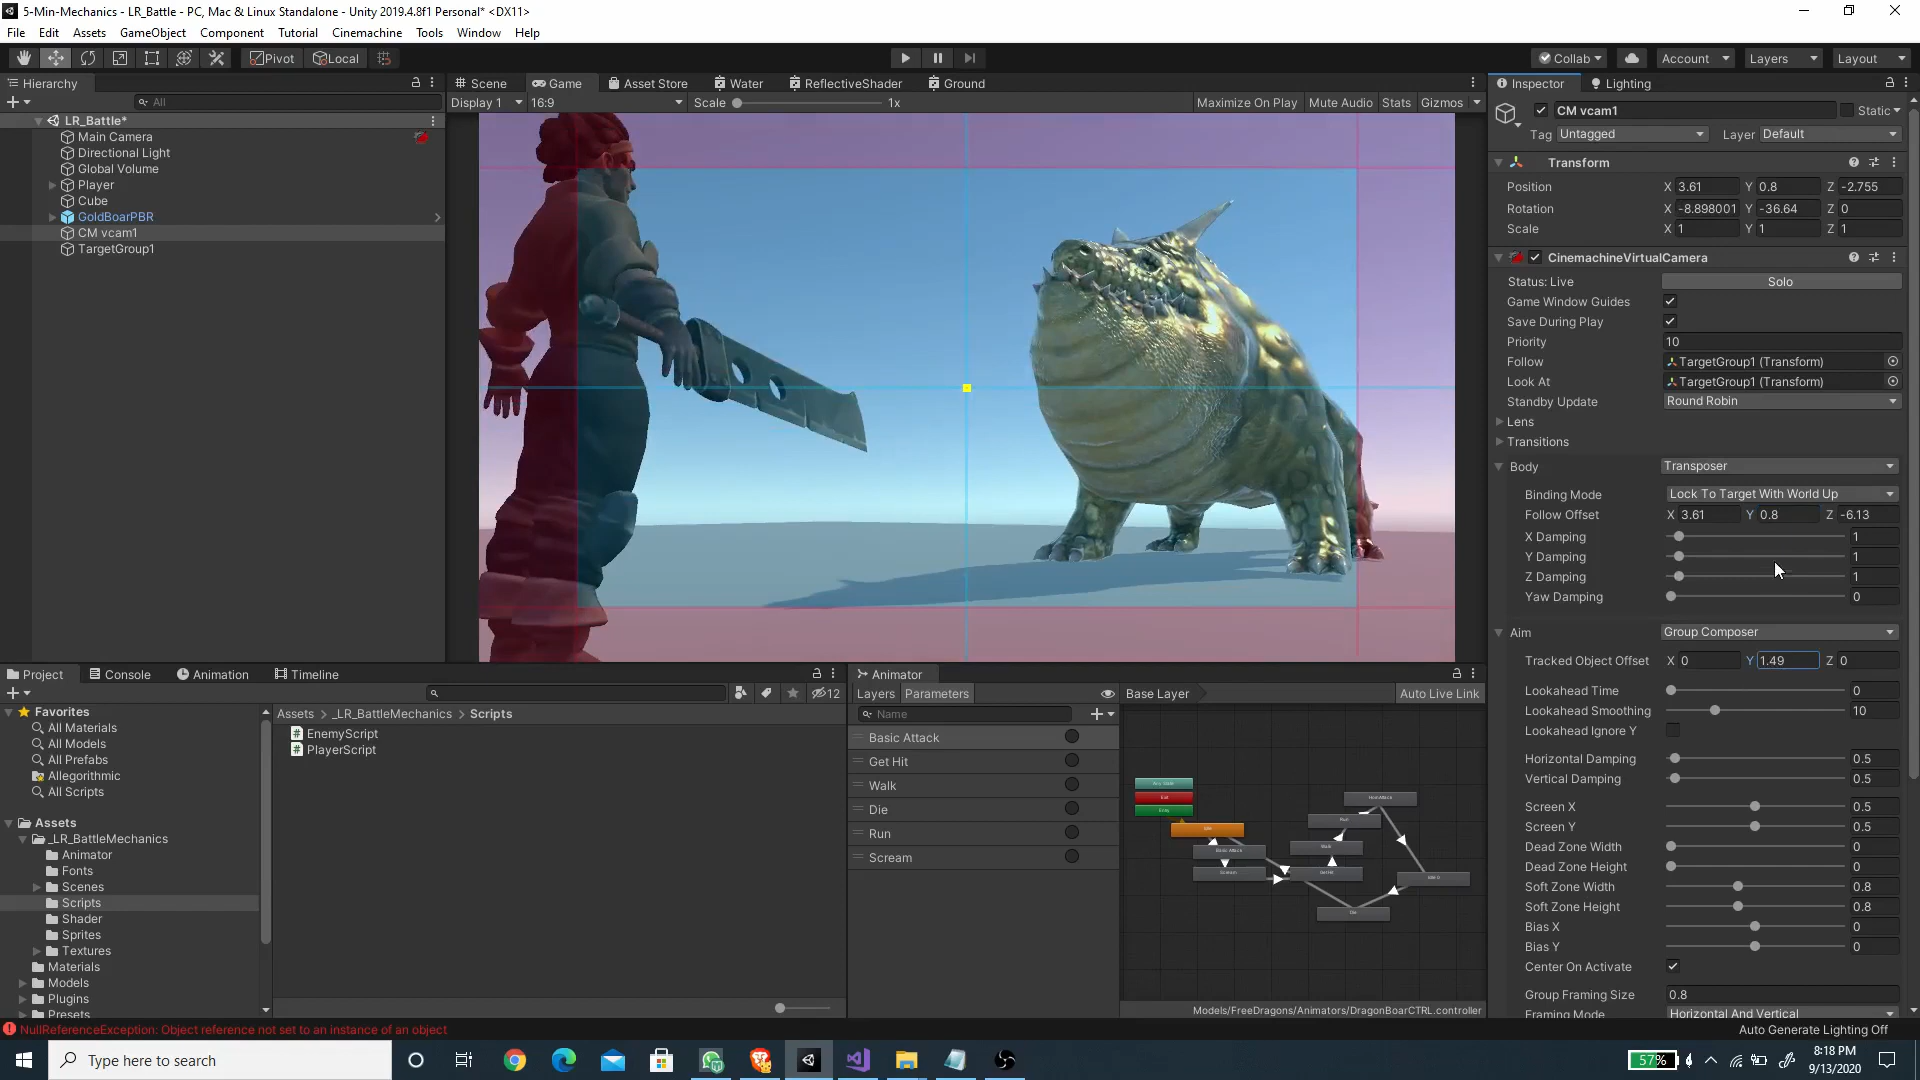 5-Min-Mechanics - LR_Battle - PC, Mac & Linux Standalone - Unity 2019.4.8f1 Personal* <DX11>
File Edit Assets GameObject Component Tutorial Cinemachine Tools Window Help
Pivot Local Collab Account Layers Layout
Hierarchy
All
LR_Battle*
Main Camera
Directional Light
Global Volume
Player
Cube
GoldBoarPBR
CM vcam1
TargetGroup1
Scene Game Asset Store Water ReflectiveShader Ground
Display 1 16:9 Scale 1x Maximize On Play Mute Audio Stats Gizmos
Inspector Lighting
CM vcam1 Static
Tag Untagged Layer Default
Transform
Position X 3.61 Y 0.8 Z -2.755
Rotation X -8.898001 Y -36.64 Z 0
Scale X 1 Y 1 Z 1
CinemachineVirtualCamera
Status: Live Solo
Game Window Guides
Save During Play
Priority 10
Follow TargetGroup1 (Transform)
Look At TargetGroup1 (Transform)
Standby Update Round Robin
Lens
Transitions
Body Transposer
Binding Mode Lock To Target With World Up
Follow Offset X 3.61 Y 0.8 Z -6.13
X Damping 1
Y Damping 1
Z Damping 1
Yaw Damping 0
Aim Group Composer
Tracked Object Offset X 0 Y 1.49 Z 0
Lookahead Time 0
Lookahead Smoothing 10
Lookahead Ignore Y
Horizontal Damping 0.5
Vertical Damping 0.5
Screen X 0.5
Screen Y 0.5
Dead Zone Width 0
Dead Zone Height 0
Soft Zone Width 0.8
Soft Zone Height 0.8
Bias X 0
Bias Y 0
Center On Activate
Group Framing Size 0.8
Framing Mode Horizontal And Vertical
Project Console Animation Timeline
12
Favorites
All Materials
All Models
All Prefabs
Allegorithmic
All Scripts
Assets
_LR_BattleMechanics
Animator
Fonts
Scenes
Scripts
Shader
Sprites
Textures
Materials
Models
Plugins
Presets
Assets > _LR_BattleMechanics > Scripts
EnemyScript
PlayerScript
Animator
Layers Parameters Base Layer Auto Live Link
Name
Basic Attack
Get Hit
Walk
Die
Run
Scream
Any State
Exit
Entry
Basic Attack
Scream
Walk
Run
Die
Models/FreeDragons/Animators/DragonBoarCTRL.controller
NullReferenceException: Object reference not set to an instance of an object
Auto Generate Lighting Off
Type here to search
57%
8:18 PM
9/13/2020